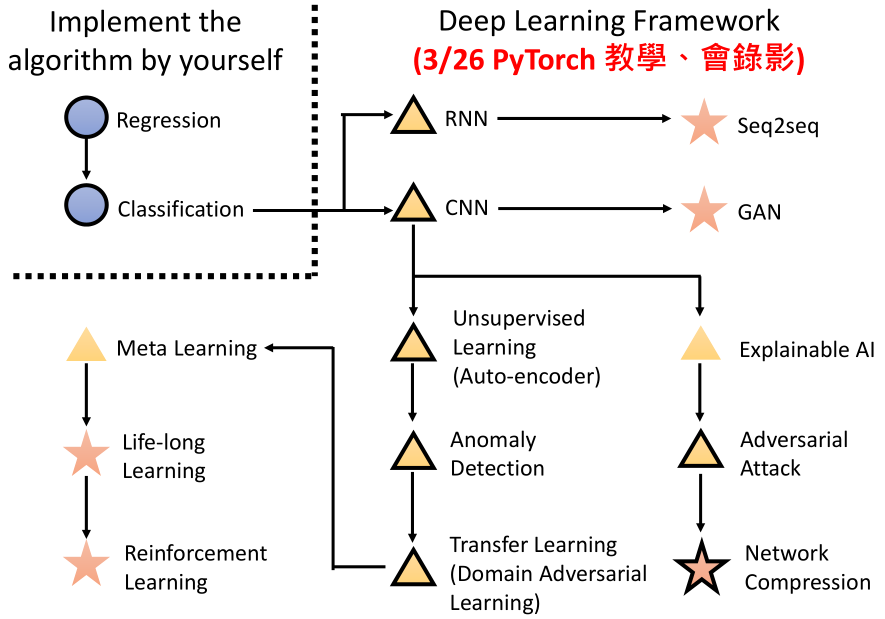 Implement the
algorithm by yourself
Deep Learning Framework
(3/26 PyTorch 教學、會錄影)
Regression
Classification
RNN
Seq2seq
CNN
GAN
Meta Learning
Life-long
Learning
Reinforcement
Learning
Unsupervised
Learning
(Auto-encoder)
Anomaly
Detection
Transfer Learning
(Domain Adversarial
Learning)
Explainable AI
Adversarial
Attack
Network
Compression